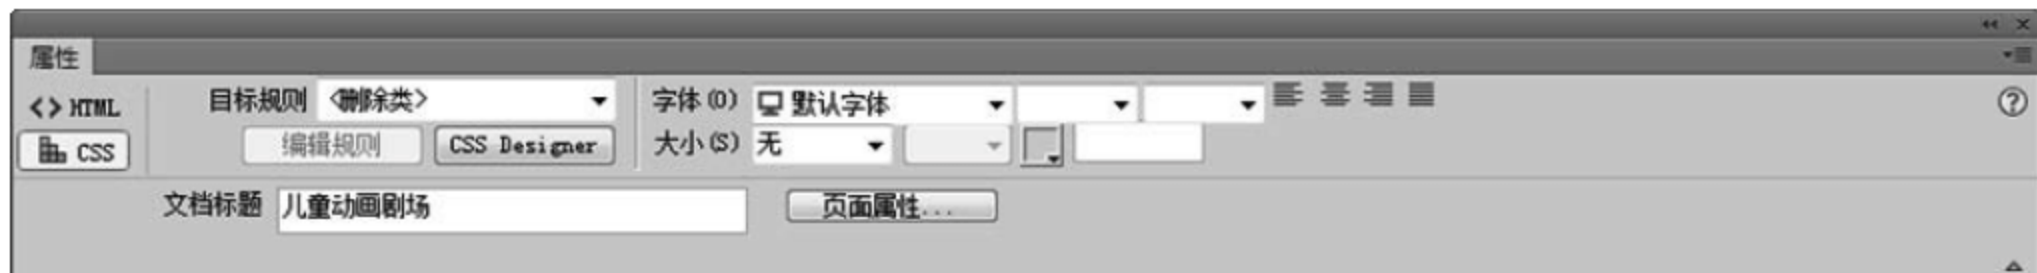 属性
<> HTML 目标规则 <删除类> 字体(O) 默认字体
CSS 编辑规则 CSS Designer 大小(S) 无
文档标题 儿童动画剧场 页面属性...